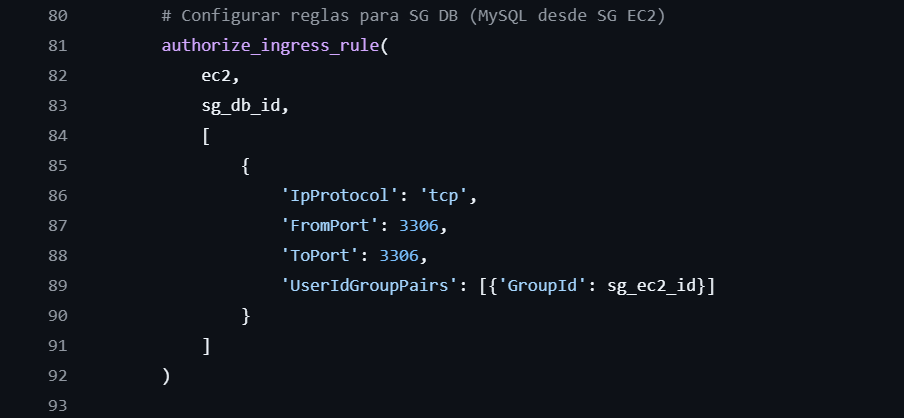 80 # Configurar reglas para SG DB (MySQL desde SG EC2)
81 authorize_ingress_rule(
82 ec2,
83 sg_db_id,
84 [
85 {
86 'IpProtocol': 'tcp',
87 'FromPort': 3306,
88 'ToPort': 3306,
89 'UserIdGroupPairs': [{'GroupId': sg_ec2_id}]
90 }
91 ]
92 )
93